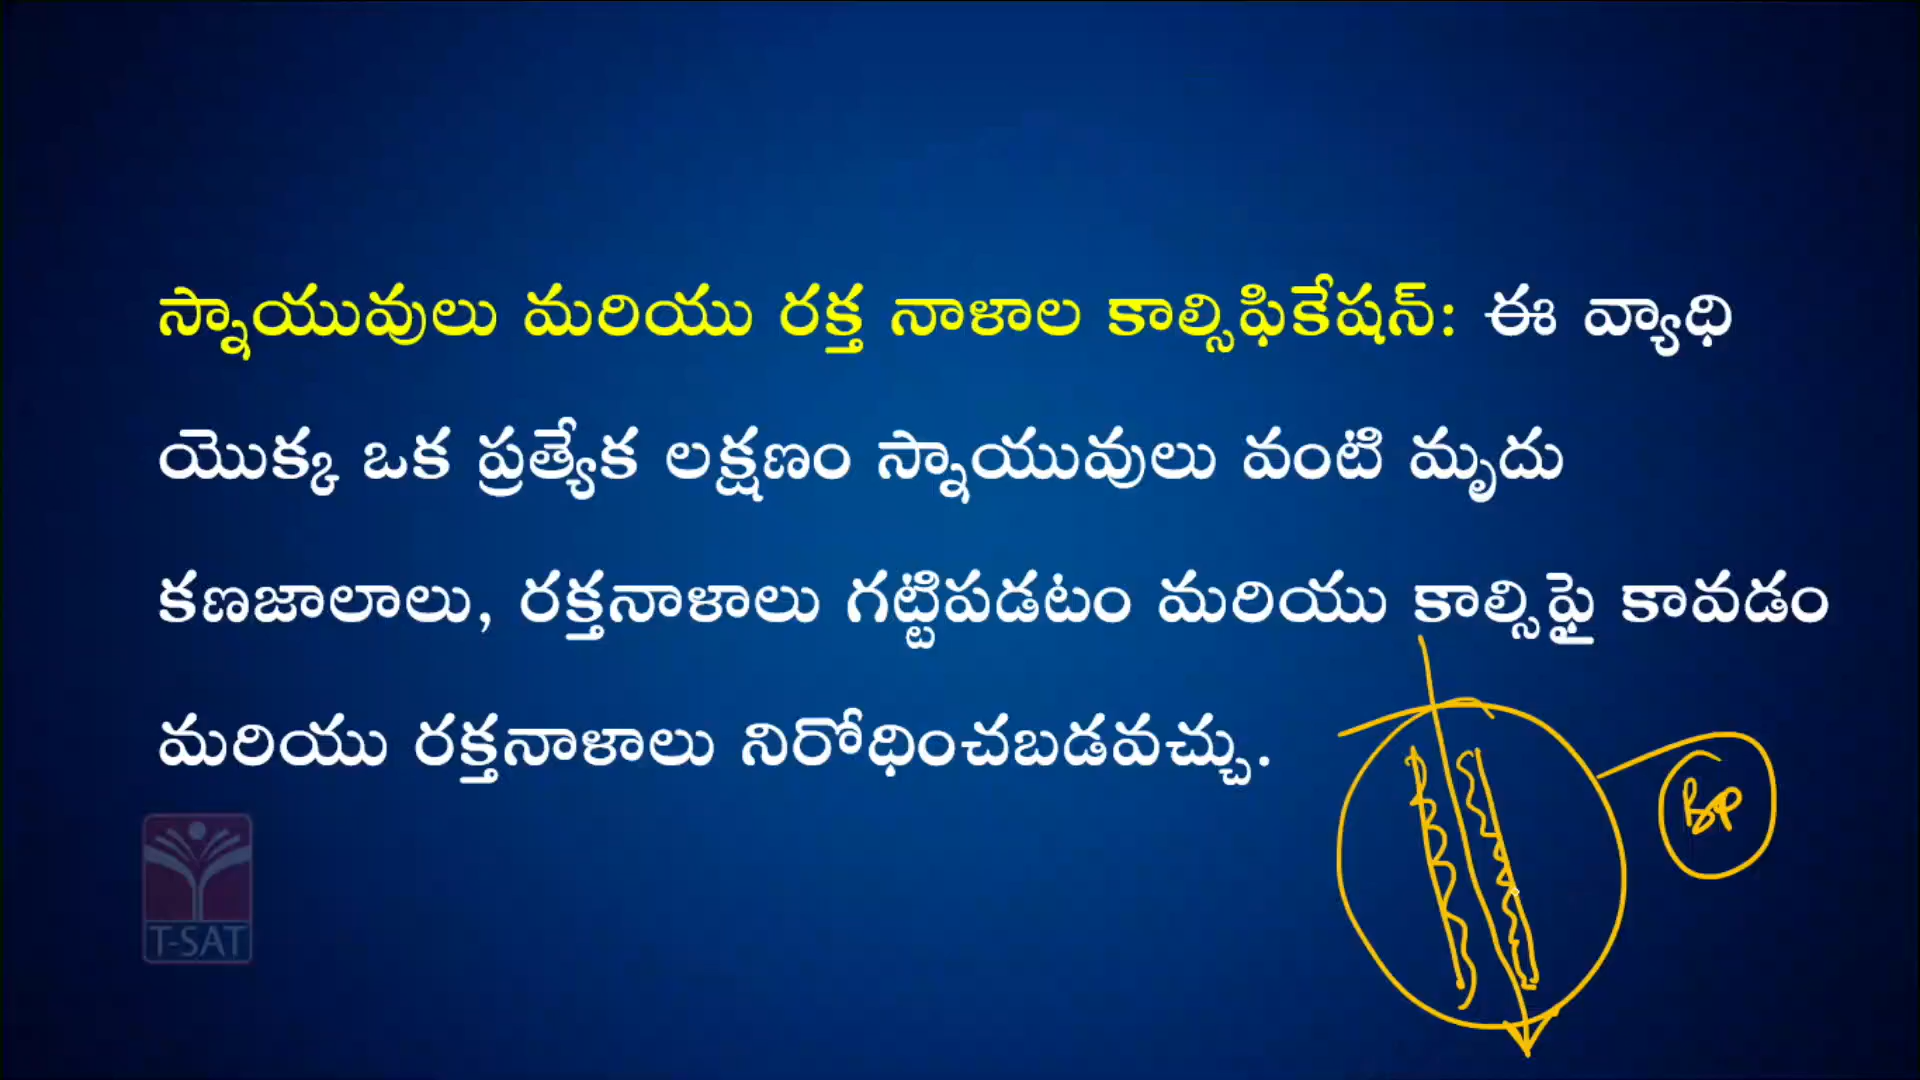 స్నాయువులు మరియు రక్త నాళాల కాల్సిఫికేషన్: ఈ వ్యాధి
యొక్క ఒక ప్రత్యేక లక్షణం స్నాయువులు వంటి మృదు
కణజాలాలు, రక్తనాళాలు గట్టిపడటం మరియు కాల్సిఫై కావడం
మరియు రక్తనాళాలు నిరోధించబడవచ్చు.
BP
T-SAT